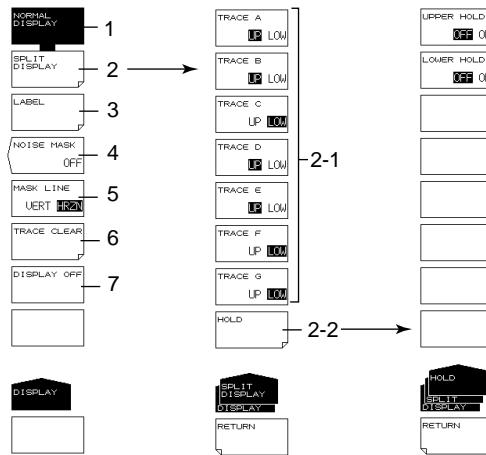 NORMAL
DISPLAY
1
SPLIT
DISPLAY
2
LABEL
3
NOISE MASK
OFF
4
MASK LINE
VERT HRZN
5
TRACE CLEAR
6
DISPLAY OFF
7
DISPLAY
TRACE A
UP LOW
TRACE B
UP LOW
TRACE C
UP LOW
TRACE D
UP LOW
TRACE E
UP LOW
TRACE F
UP LOW
TRACE G
UP LOW
2-1
HOLD
2-2
SPLIT
DISPLAY
DISPLAY
RETURN
UPPER HOLD
OFF
LOWER HOLD
OFF
HOLD
SPLIT
DISPLAY
RETURN